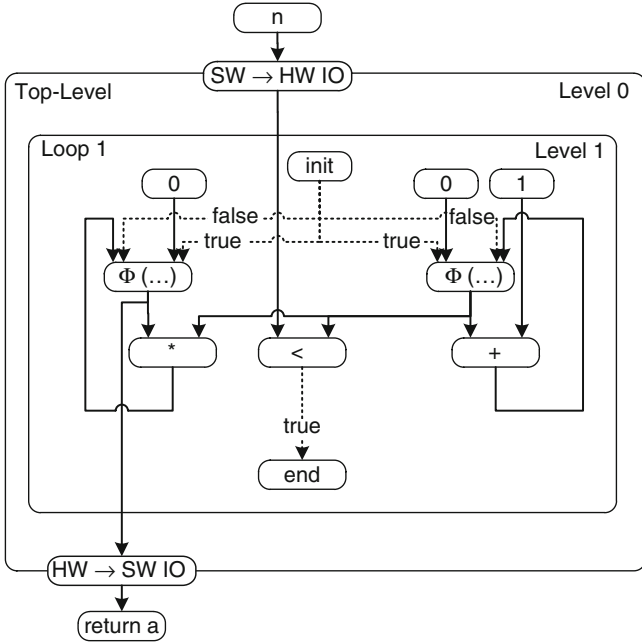 n
SW → HW IO
Top-Level
Level 0
Loop 1
init
Level 1
0
0
1
false
false
true
true
Φ (...)
Φ (...)
*
<
+
true
end
HW → SW IO
return a